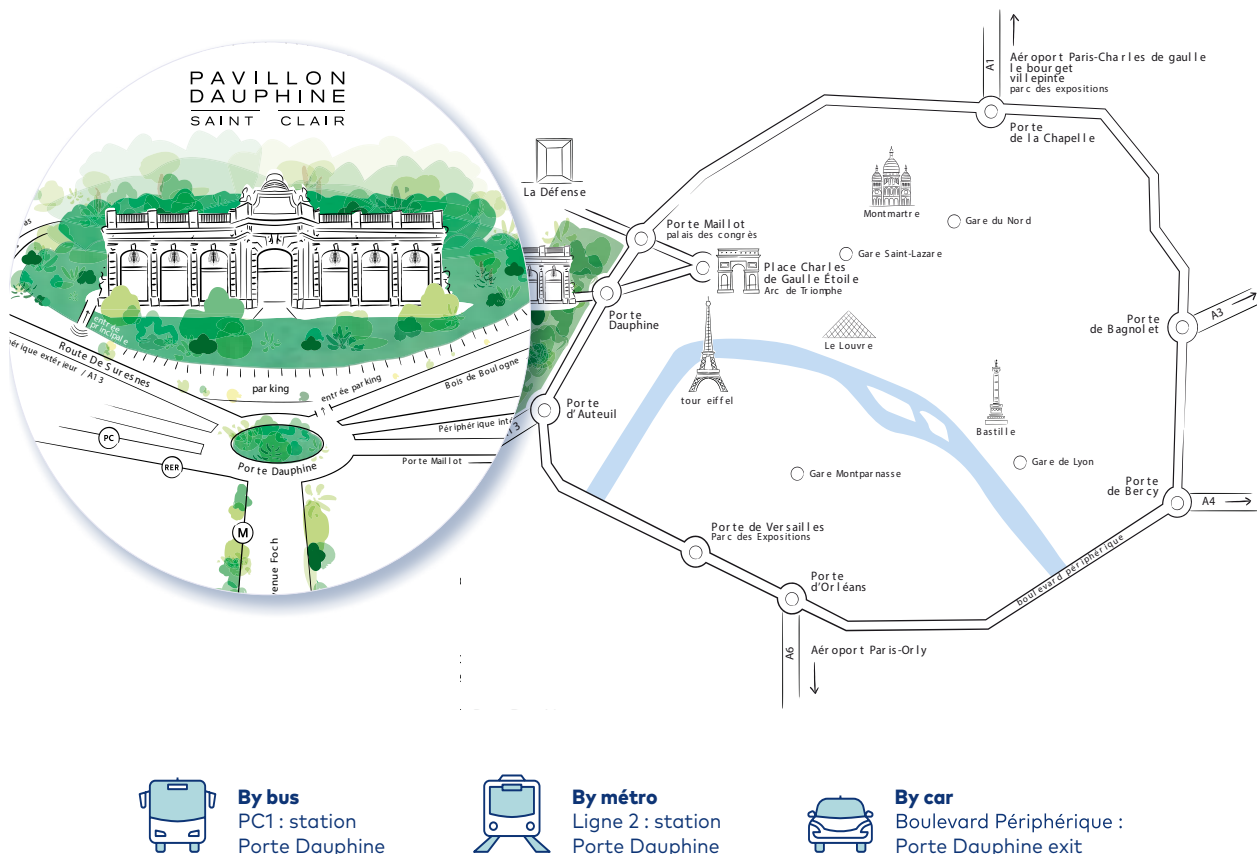 PAVILLON
DAUPHINE
SAINT CLAIR
entrée
principale
Route De Suresnes
extérieur / A13
parking
entrée parking
Bois de Boulogne
Périphérique
Porte Maillot
PC
RER
Porte Dauphine
M
Foch
La Défense
Porte Maillot
palais des congrès
Place Charles
de Gaulle Étoile
Arc de Triomphe
Porte
Dauphine
Porte
d'Auteuil
tour eiffel
Le Louvre
Montmartre
Gare du Nord
Gare Saint-Lazare
A1
Aéroport Paris-Charles de gaulle
le bourget
villepinte
parc des expositions
Porte
de la Chapelle
Porte
de Bagnolet
A3
Bastille
Gare de Lyon
Gare Montparnasse
Porte
de Bercy
A4
boulevard périphérique
Porte de Versailles
Parc des Expositions
Porte
d'Orléans
A6
Aéroport Paris-Orly
By bus
PC1 : station
Porte Dauphine
By métro
Ligne 2 : station
Porte Dauphine
By car
Boulevard Périphérique :
Porte Dauphine exit